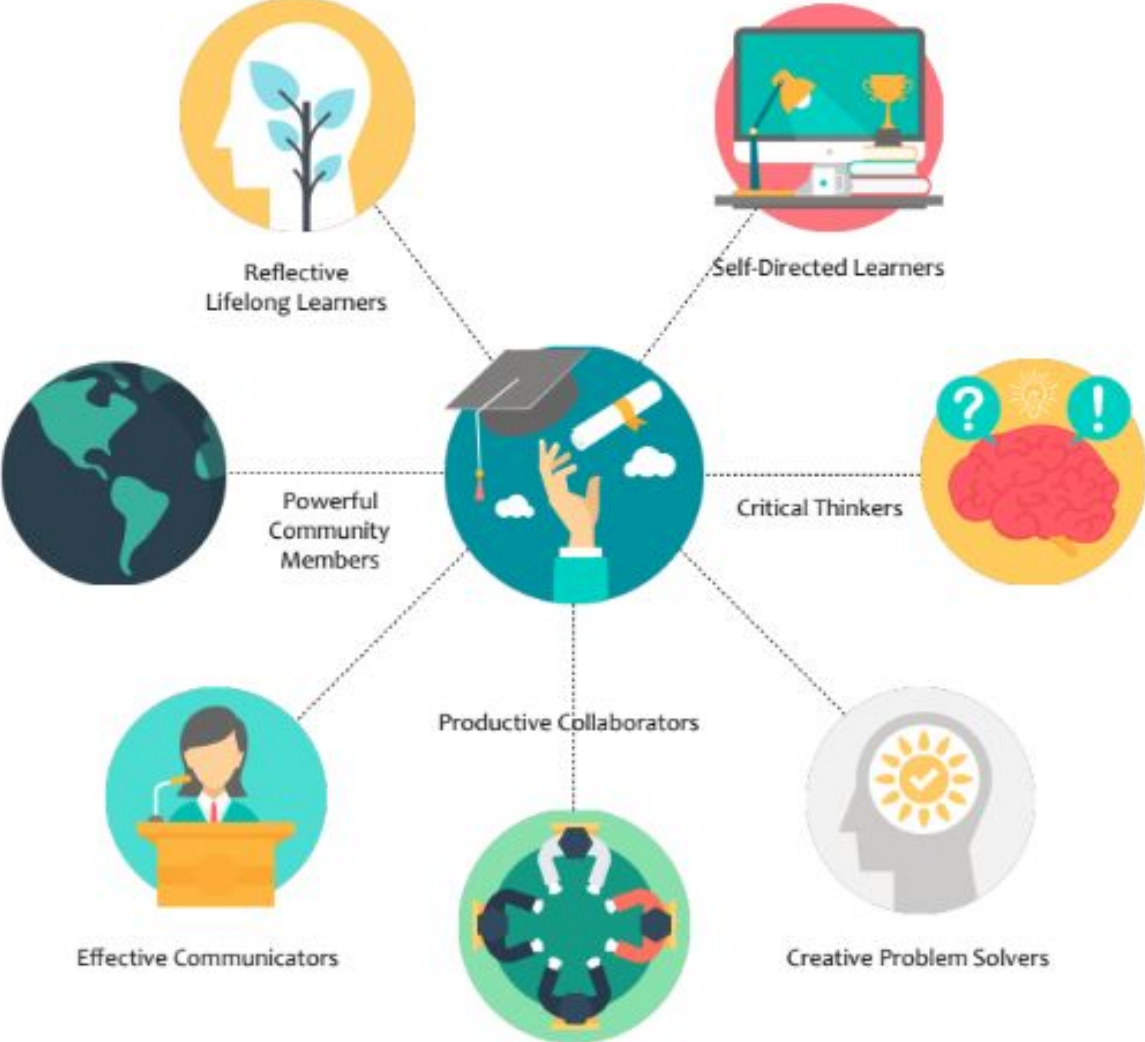 Reflective
Lifelong Learners
Self-Directed Learners
?
!
Powerful
Community
Members
Critical Thinkers
Productive Collaborators
Effective Communicators
Creative Problem Solvers